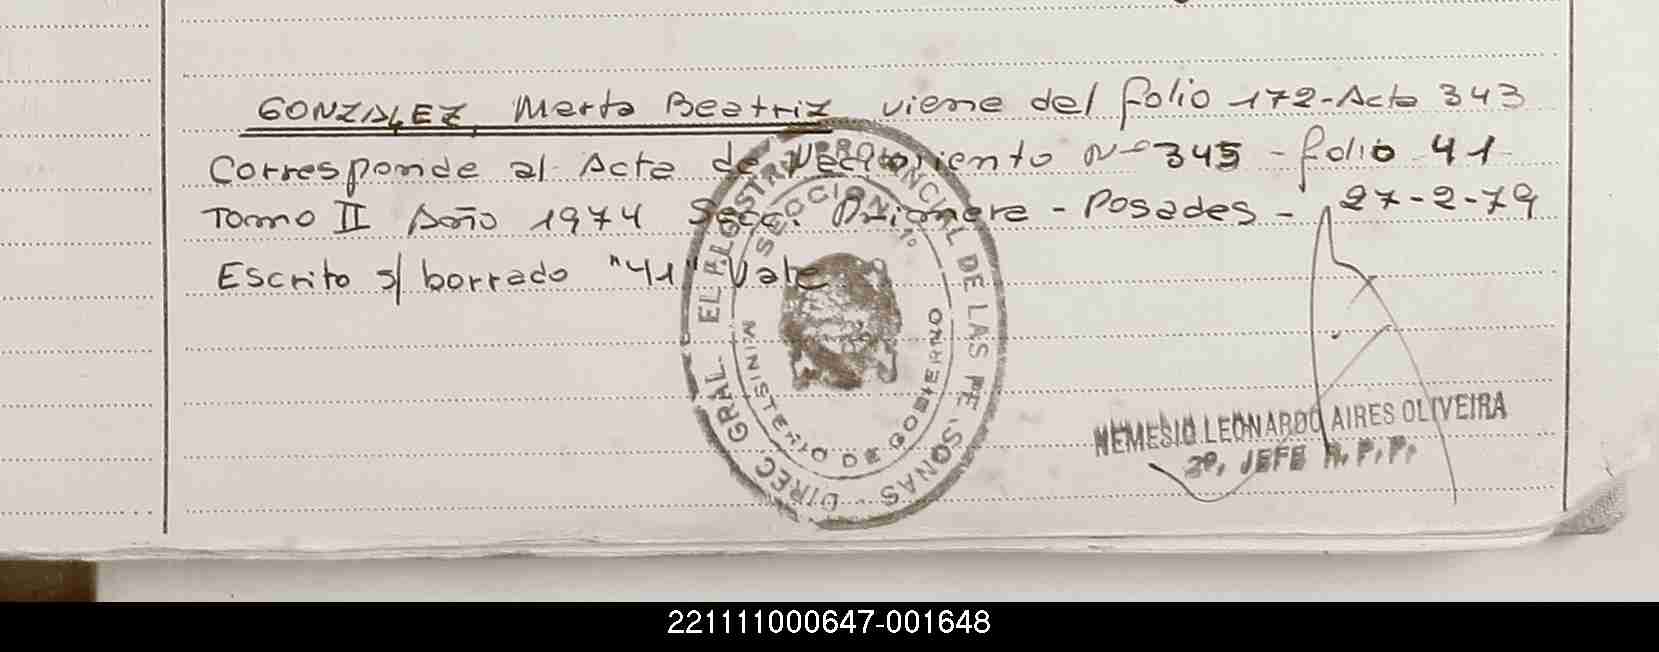 GONZALEZ, Marta Beatriz viene del folio 172-Acta 343
Corresponde al Acta de Nacimiento Nº 345 - folio 41-
Tomo II Año 1974 Secc. Primera - Posadas - 27-2-79
Escrito s/ borrado "41" Vale
DIREC. GRAL. EL REGISTRO PROVINCIAL DE LAS PERSONAS
SECCION 1º
MINISTERIO DE GOBIERNO
NEMESIO LEONARDO AIRES OLIVEIRA
2º. JEFE R.P.P.
221111000647-001648